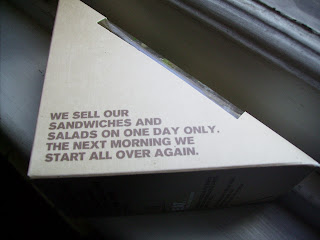 WE SELL OUR
SANDWICHES AND
SALADS ON ONE DAY ONLY.
THE NEXT MORNING WE
START ALL OVER AGAIN.